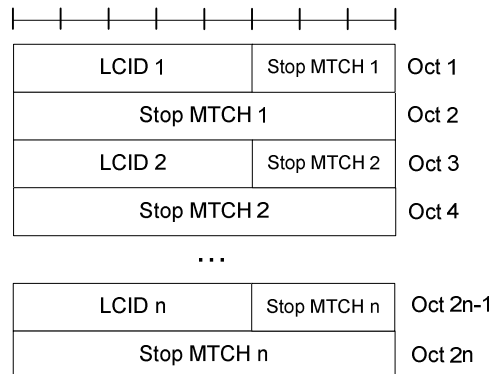 LCID 1 Stop MTCH 1 Oct 1
Stop MTCH 1 Oct 2
LCID 2 Stop MTCH 2 Oct 3
Stop MTCH 2 Oct 4
...
LCID n Stop MTCH n Oct 2n-1
Stop MTCH n Oct 2n